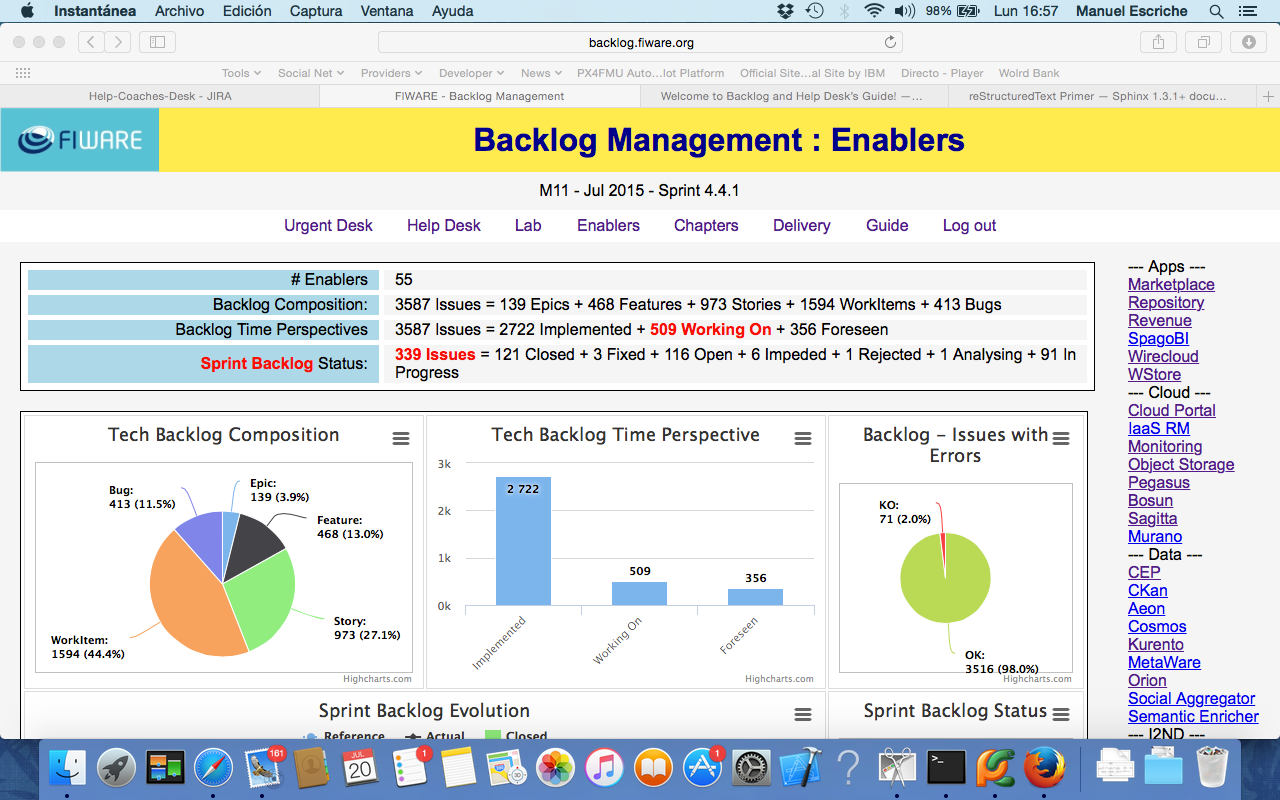 Instantánea Archivo Edición Captura Ventana Ayuda 98% Lun 16:57 Manuel Escriche
backlog.fiware.org
Tools Social Net Providers Developer News PX4FMU Auto...lot Platform Official Site...al Site by IBM Directo - Player Wolrd Bank
Help-Coaches-Desk - JIRA FIWARE - Backlog Management Welcome to Backlog and Help Desk's Guide! —... reStructuredText Primer — Sphinx 1.3.1+ docu...
FIWARE
Backlog Management : Enablers
M11 - Jul 2015 - Sprint 4.4.1
Urgent Desk Help Desk Lab Enablers Chapters Delivery Guide Log out
# Enablers 55
Backlog Composition: 3587 Issues = 139 Epics + 468 Features + 973 Stories + 1594 WorkItems + 413 Bugs
Backlog Time Perspectives 3587 Issues = 2722 Implemented + 509 Working On + 356 Foreseen
Sprint Backlog Status: 339 Issues = 121 Closed + 3 Fixed + 116 Open + 6 Impeded + 1 Rejected + 1 Analysing + 91 In
Progress
Tech Backlog Composition
Bug:
413 (11.5%)
Epic:
139 (3.9%)
Feature:
468 (13.0%)
Story:
973 (27.1%)
WorkItem:
1594 (44.4%)
Highcharts.com
Tech Backlog Time Perspective
3k
2k
1k
0k
2 722
509
356
Implemented
Working On
Foreseen
Highcharts.com
Backlog - Issues with
Errors
KO:
71 (2.0%)
OK:
3516 (98.0%)
Highcharts.com
Sprint Backlog Evolution
Reference Actual Closed
Sprint Backlog Status
--- Apps ---
Marketplace
Repository
Revenue
SpagoBI
Wirecloud
WStore
--- Cloud ---
Cloud Portal
IaaS RM
Monitoring
Object Storage
Pegasus
Bosun
Sagitta
Murano
--- Data ---
CEP
CKan
Aeon
Cosmos
Kurento
MetaWare
Orion
Social Aggregator
Semantic Enricher
--- I2ND ---
161
JUL
20
1
1